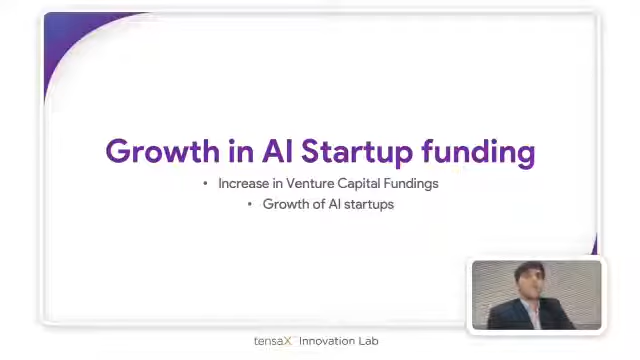 Growth in AI Startup funding
• Increase in Venture Capital Fundings
• Growth of AI startups
tensaX Innovation Lab